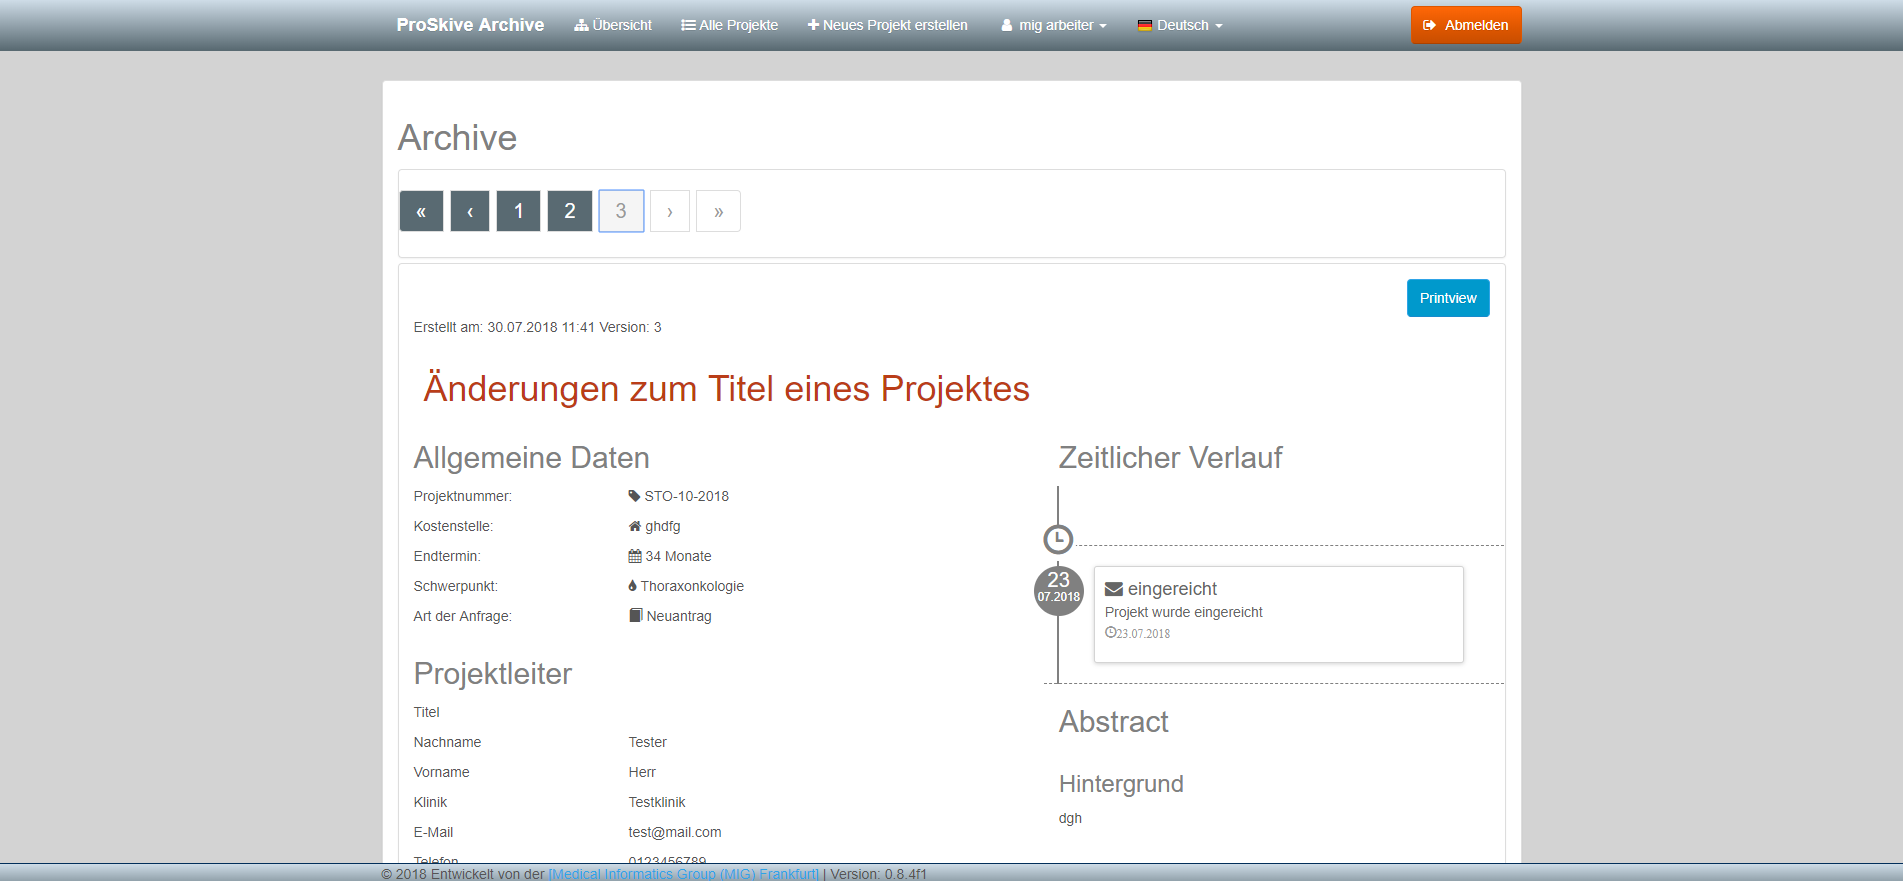 ProSkive Archive Übersicht Alle Projekte Neues Projekt erstellen mig arbeiter Deutsch Abmelden
Archive
« ‹ 1 2 3 › »
Printview
Erstellt am: 30.07.2018 11:41 Version: 3
Änderungen zum Titel eines Projektes
Allgemeine Daten
Projektnummer: STO-10-2018
Kostenstelle: ghdfg
Endtermin: 34 Monate
Schwerpunkt: Thoraxonkologie
Art der Anfrage: Neuantrag
Projektleiter
Titel
Nachname Tester
Vorname Herr
Klinik Testklinik
E-Mail test@mail.com
Telefon 0123456789
Zeitlicher Verlauf
23
07.2018
eingereicht
Projekt wurde eingereicht
23.07.2018
Abstract
Hintergrund
dgh
© 2018 Entwickelt von der [Medical Informatics Group (MIG) Frankfurt] | Version: 0.8.4f1